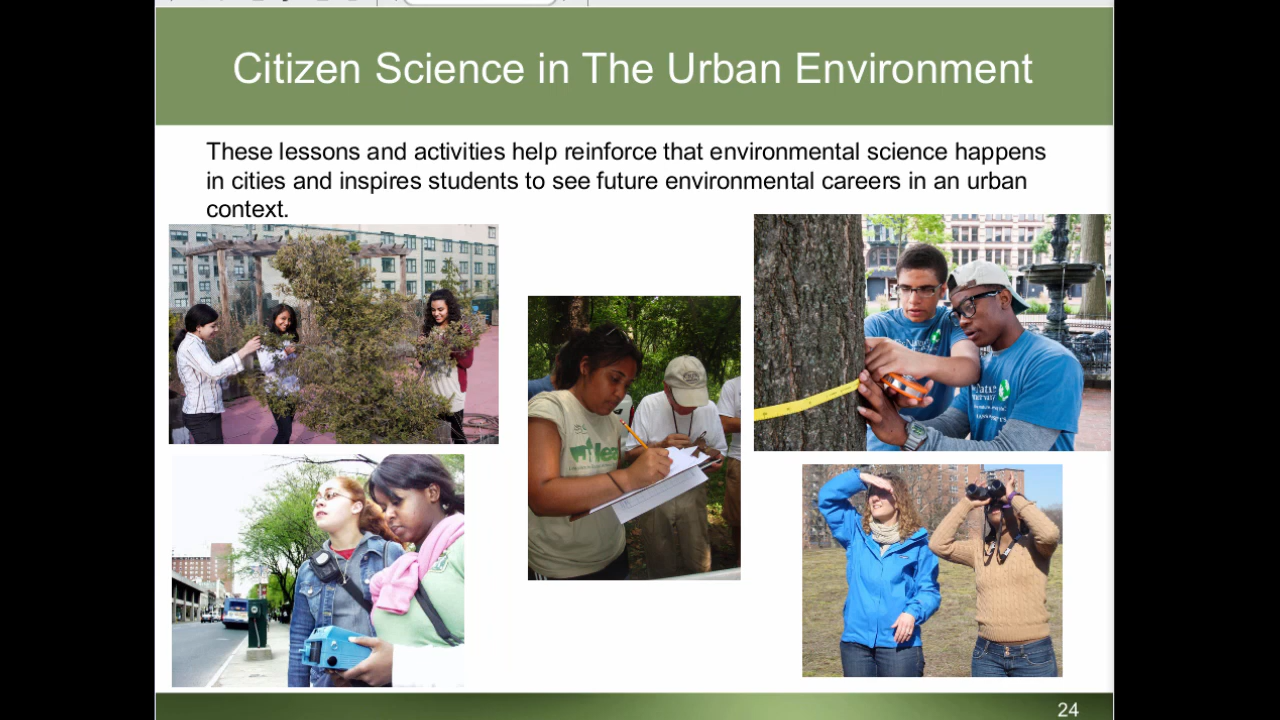 Citizen Science in The Urban Environment
These lessons and activities help reinforce that environmental science happens
in cities and inspires students to see future environmental careers in an urban
context.
24